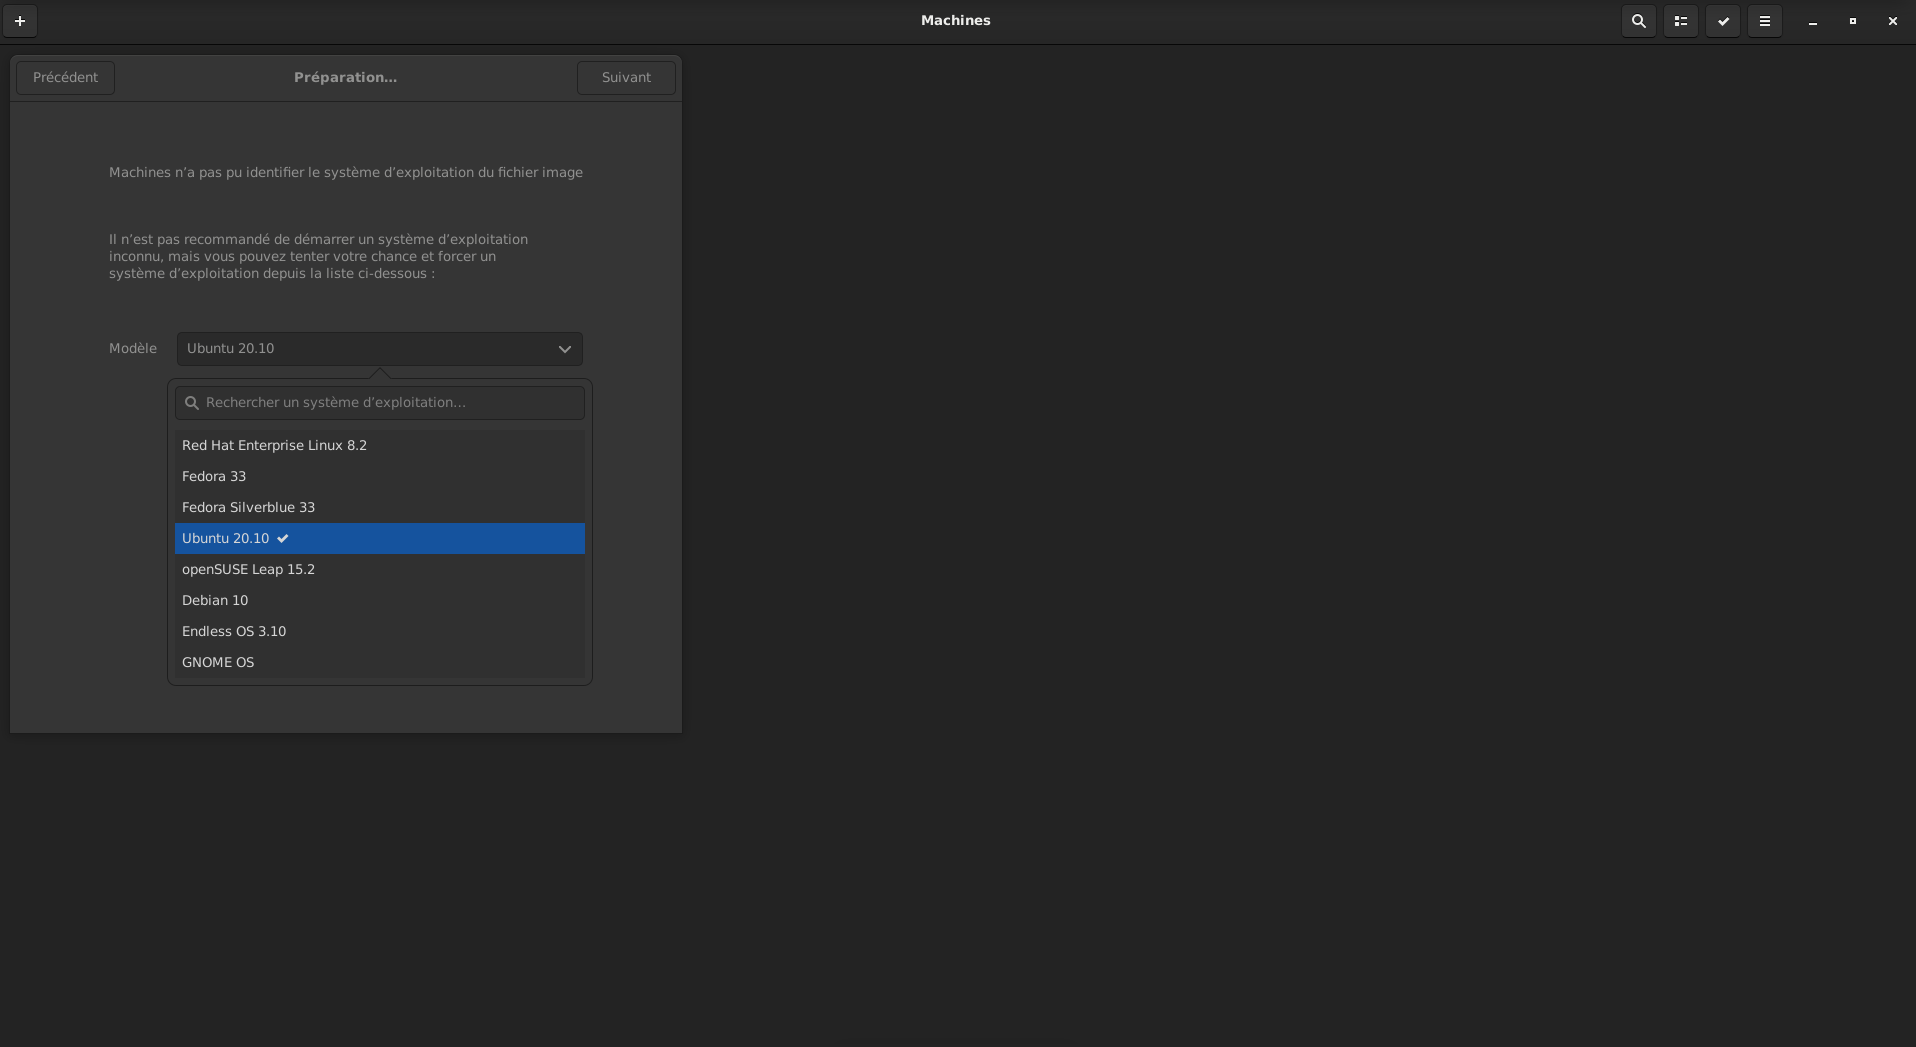 Machines
Précédent
Préparation…
Suivant
Machines n’a pas pu identifier le système d’exploitation du fichier image
Il n’est pas recommandé de démarrer un système d’exploitation
inconnu, mais vous pouvez tenter votre chance et forcer un
système d’exploitation depuis la liste ci-dessous :
Modèle
Ubuntu 20.10
Rechercher un système d’exploitation…
Red Hat Enterprise Linux 8.2
Fedora 33
Fedora Silverblue 33
Ubuntu 20.10
openSUSE Leap 15.2
Debian 10
Endless OS 3.10
GNOME OS